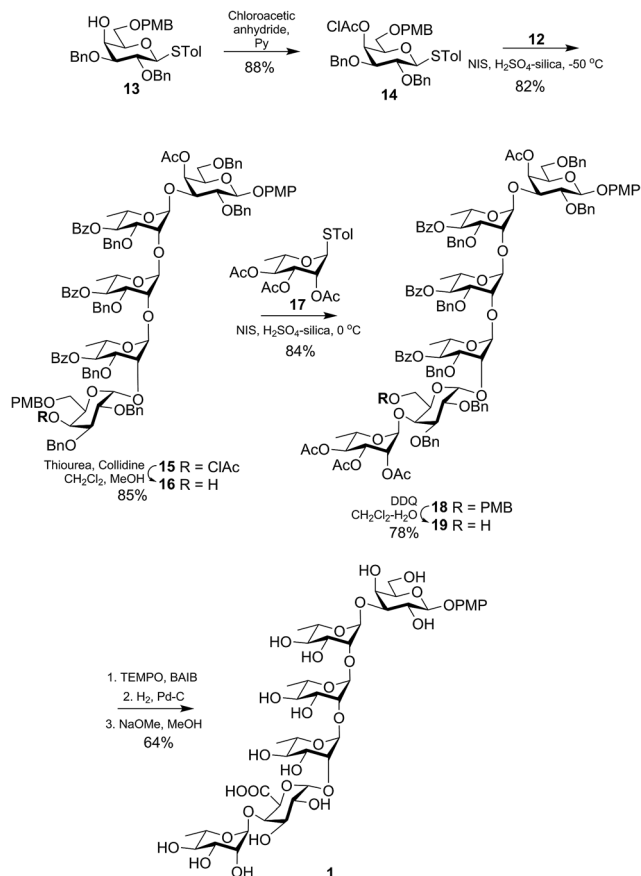 HO
OPMB
O
BnO
STol
OBn
13
Chloroacetic
anhydride,
Py
88%
ClAcO
OPMB
O
BnO
STol
OBn
14
12
NIS, H2SO4-silica, -50 °C
82%
AcO
OBn
O
O
OPMP
OBn
O
BzO
BnO
O
O
BzO
BnO
O
O
BzO
BnO
O
PMBO
O
RO
OBn
BnO
Thiourea, Collidine
CH2Cl2, MeOH
85%
15 R = ClAc
16 R = H
STol
O
AcO
AcO
OAc
17
NIS, H2SO4-silica, 0 °C
84%
AcO
OBn
O
O
OPMP
OBn
O
BzO
BnO
O
O
BzO
BnO
O
O
BzO
BnO
O
RO
O
OBn
O
O
OBn
AcO
AcO
OAc
DDQ
CH2Cl2-H2O
78%
18 R = PMB
19 R = H
1. TEMPO, BAIB
2. H2, Pd-C
3. NaOMe, MeOH
64%
HO
OH
O
O
OPMP
OH
O
HO
HO
O
O
HO
HO
O
O
HO
HO
O
HOOC
O
OH
O
O
HO
HO
HO
OH
1